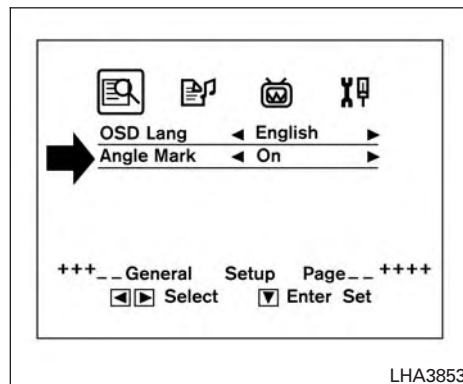 OSD Lang ◄ English ►
Angle Mark ◄ On ►
+++_ _General Setup Page_ _++++
◄ ► Select ▼ Enter Set
LHA3853